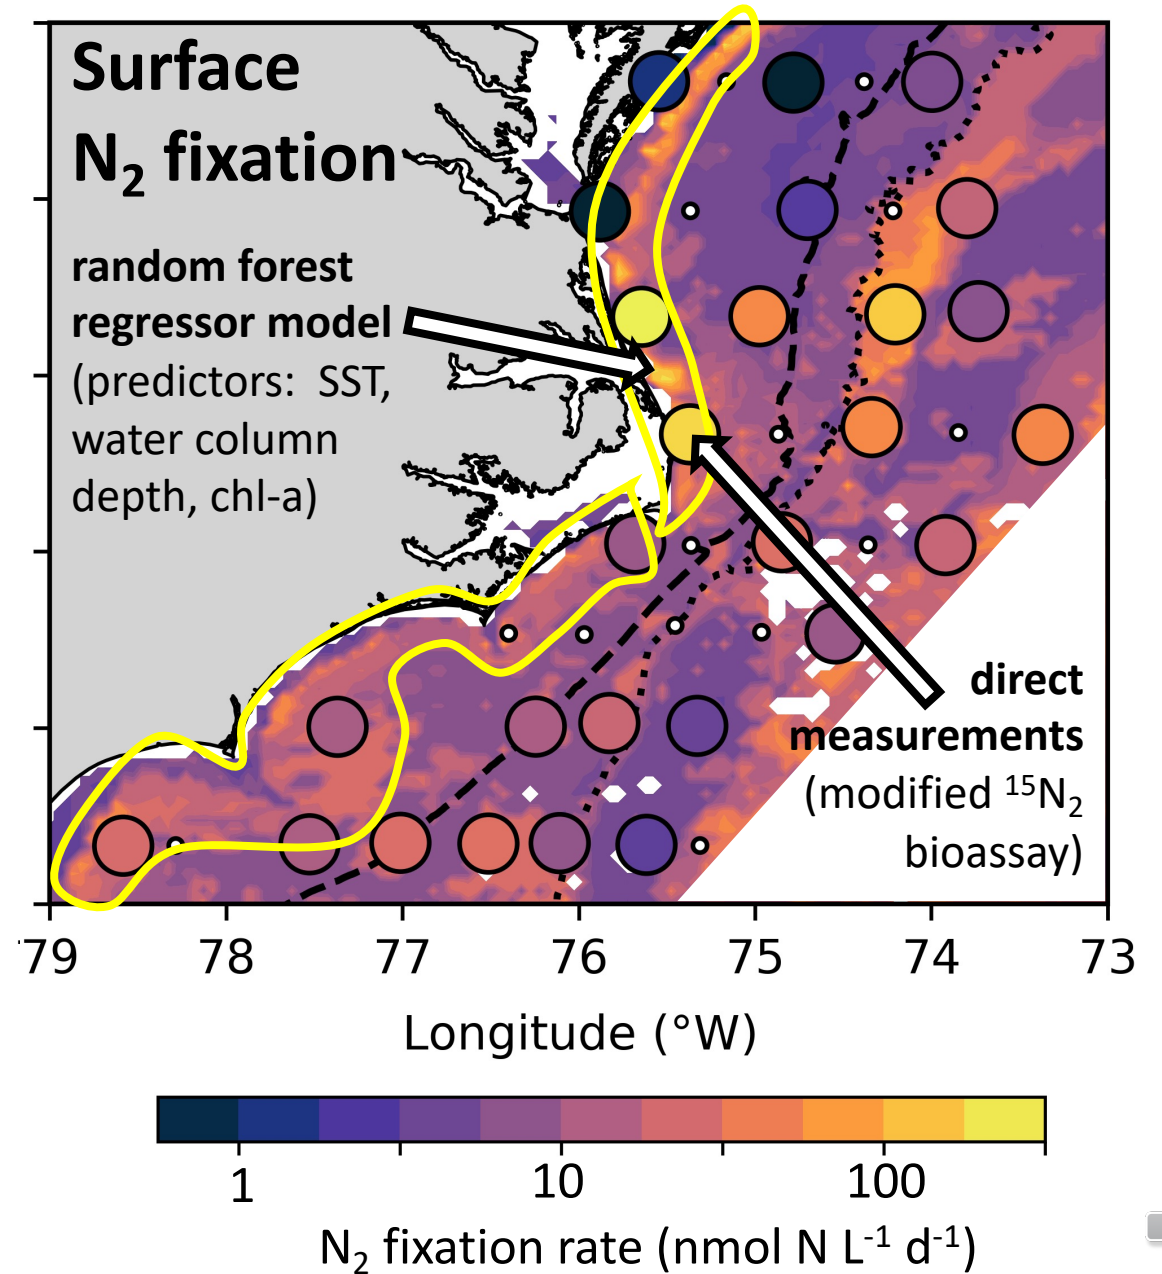 Surface
N₂ fixation
random forest
regressor model
(predictors: SST,
water column
depth, chl-a)
direct
measurements
(modified ¹⁵N₂
bioassay)
79 78 77 76 75 74 73
Longitude (°W)
1 10 100
N₂ fixation rate (nmol N L⁻¹ d⁻¹)